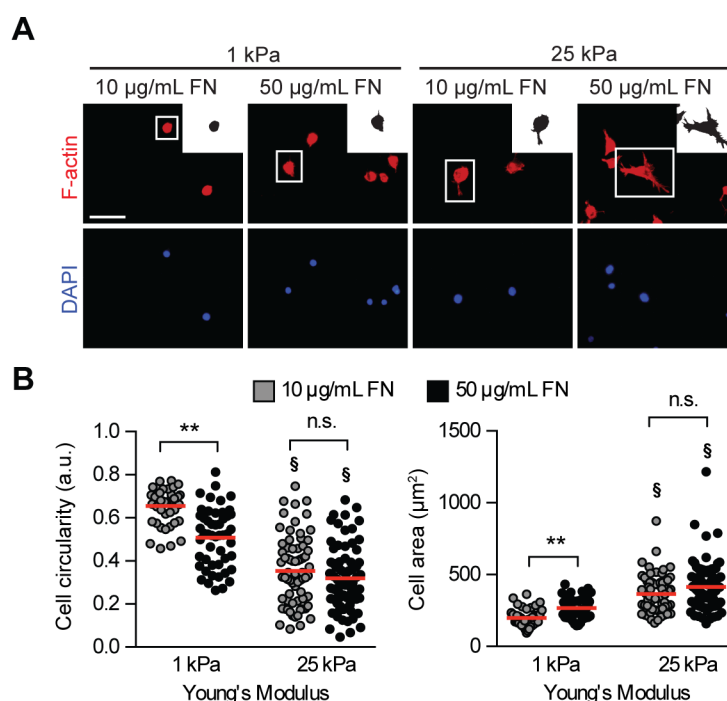 A
1 kPa
25 kPa
10 µg/mL FN
50 µg/mL FN
10 µg/mL FN
50 µg/mL FN
F-actin
DAPI
B
10 µg/mL FN
50 µg/mL FN
**
n.s.
§
§
1.0
0.8
0.6
0.4
0.2
0.0
Cell circularity (a.u.)
1 kPa
25 kPa
Young's Modulus
n.s.
**
§
§
1500
1000
500
0
Cell area (µm²)
1 kPa
25 kPa
Young's Modulus